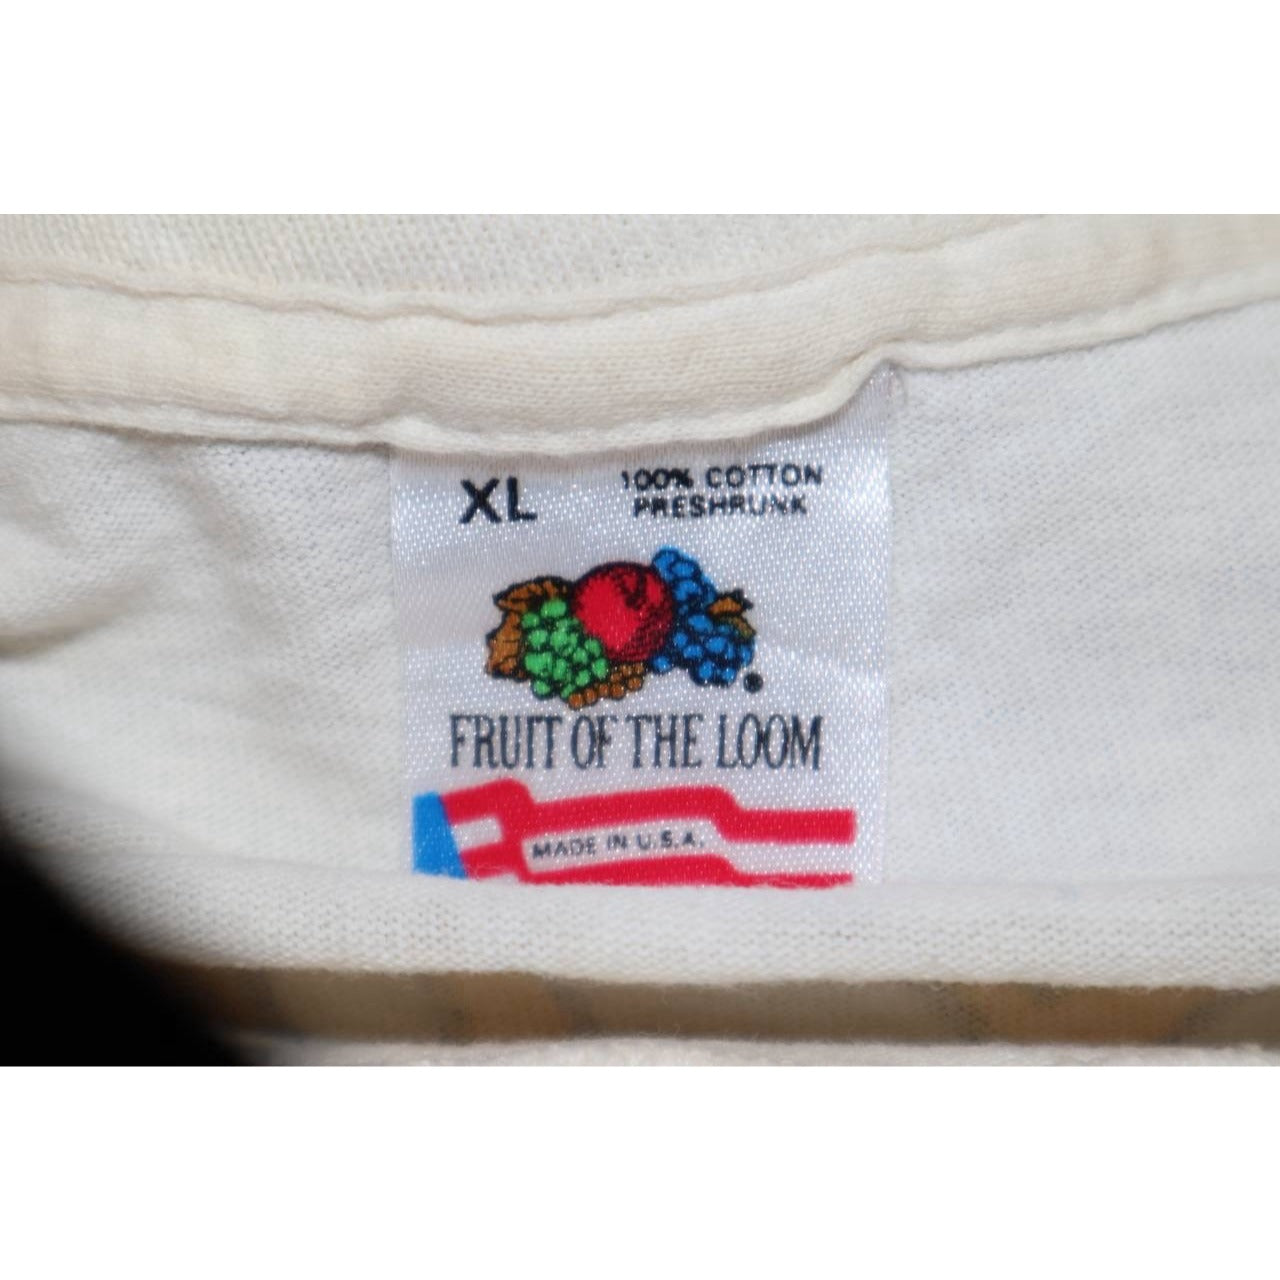 XL
100% COTTON
PRESHRUNK
FRUIT OF THE LOOM
MADE IN U.S.A.